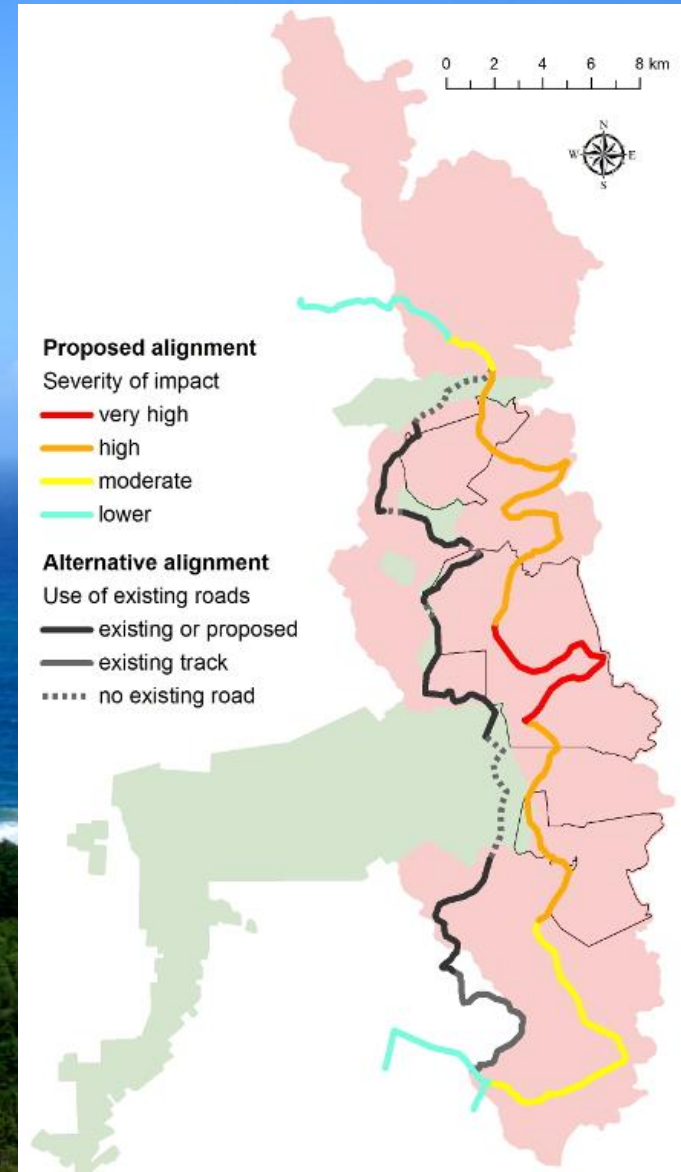 0 2 4 6 8 km
N
W E
S
Proposed alignment
Severity of impact
very high
high
moderate
lower
Alternative alignment
Use of existing roads
existing or proposed
existing track
no existing road